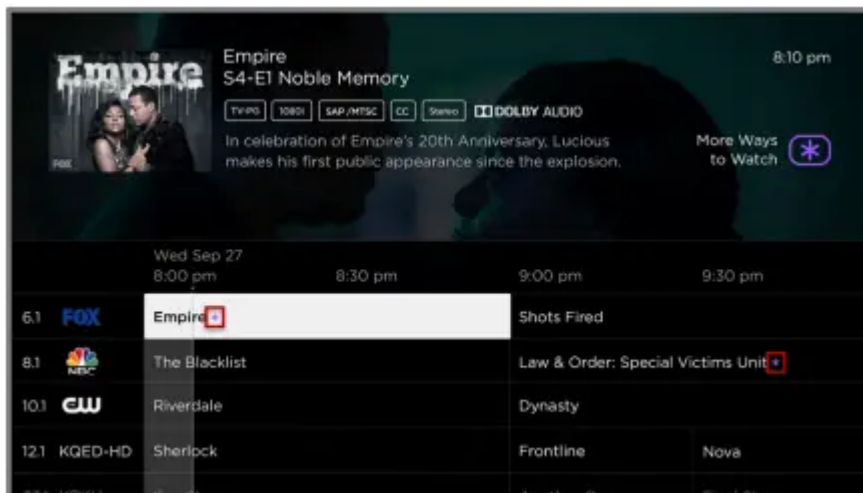 Empire
FOX
Empire
S4-E1 Noble Memory
8:10 pm
TV-PG 1080i SAP/MTSC CC Stereo DOLBY AUDIO
In celebration of Empire's 20th Anniversary, Lucious
makes his first public appearance since the explosion.
More Ways
to Watch *
Wed Sep 27
8:00 pm 8:30 pm 9:00 pm 9:30 pm
6.1 FOX Empire * Shots Fired
8.1 NBC The Blacklist Law & Order: Special Victims Unit *
10.1 CW Riverdale Dynasty
12.1 KQED-HD Sherlock Frontline Nova